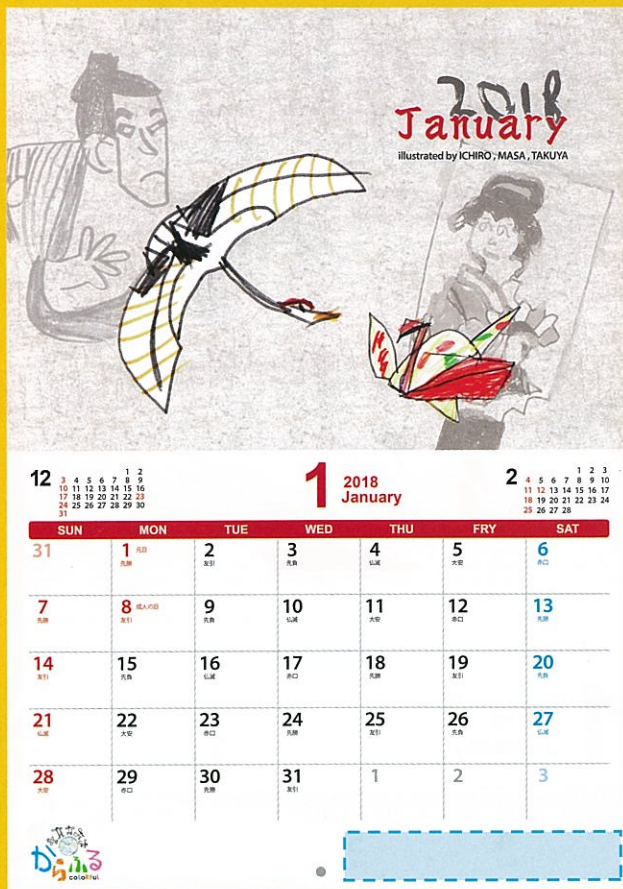 2018
January
illustrated by ICHIRO , MASA , TAKUYA
12
1 2
3 4 5 6 7 8 9
10 11 12 13 14 15 16
17 18 19 20 21 22 23
24 25 26 27 28 29 30
31
1
2018
January
2
1 2 3
4 5 6 7 8 9 10
11 12 13 14 15 16 17
18 19 20 21 22 23 24
25 26 27 28
SUN MON TUE WED THU FRY SAT
31 1 元日 2 3 4 5 6
先勝 友引 先負 仏滅 大安 赤口
7 8 成人の日 9 10 11 12 13
先勝 友引 先負 仏滅 大安 赤口 先勝
14 15 16 17 18 19 20
友引 先負 仏滅 赤口 先勝 友引 先負
21 22 23 24 25 26 27
仏滅 大安 赤口 先勝 友引 先負 仏滅
28 29 30 31 1 2 3
大安 赤口 先勝 友引
からふる
colorful